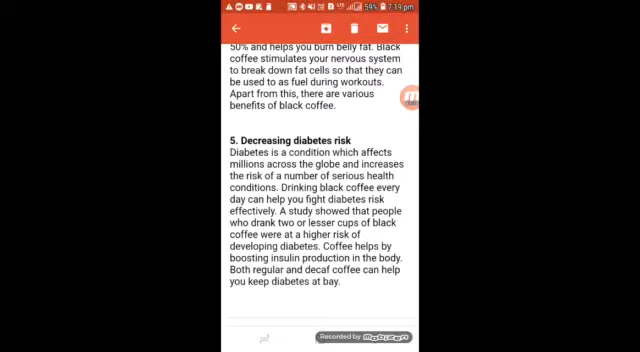 LTE 59% 7:19 pm
50% and helps you burn belly fat. Black
coffee stimulates your nervous system
to break down fat cells so that they can
be used to as fuel during workouts.
Apart from this, there are various
benefits of black coffee.
5. Decreasing diabetes risk
Diabetes is a condition which affects
millions across the globe and increases
the risk of a number of serious health
conditions. Drinking black coffee every
day can help you fight diabetes risk
effectively. A study showed that people
who drank two or lesser cups of black
coffee were at a higher risk of
developing diabetes. Coffee helps by
boosting insulin production in the body.
Both regular and decaf coffee can help
you keep diabetes at bay.
Recorded by mobizen